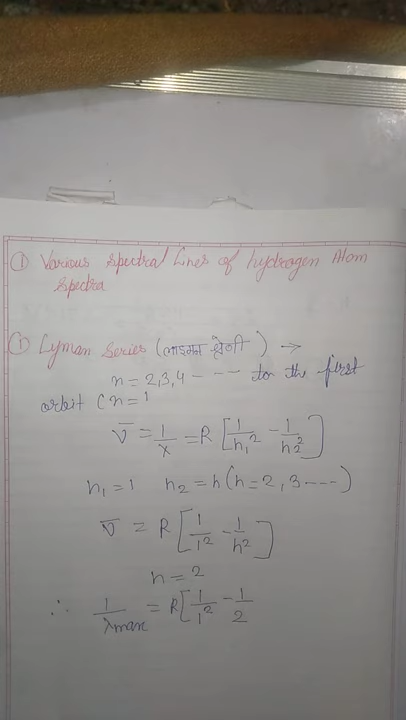 ① Various Spectral Lines of hydrogen Atom
Spectra
① Lyman Series (लाइमन श्रेणी) →
n = 2,3,4 - - - - to the first
orbit (n=1
ν̅ = 1/λ = R [1/n₁² - 1/n₂²]
n₁ = 1 n₂ = n (n = 2, 3 ----)
ν̅ = R [1/1² - 1/n²]
n = 2
∴ 1/λmax = R [1/1² - 1/2